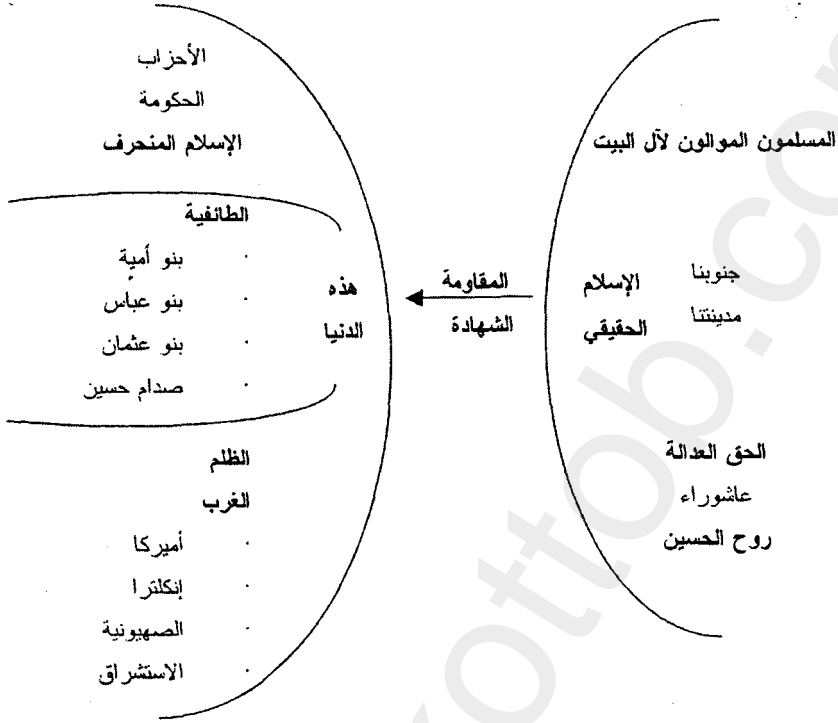 المسلمون الموالون لآل البيت
جنوبنا
مدينتنا
الإسلام
الحقيقي
الحق العدالة
عاشوراء
روح الحسين
المقاومة
الشهادة
الأحزاب
الحكومة
الإسلام المنحرف
هذه
الدنيا
الطائفية
· بنو أمية
· بنو عباس
· بنو عثمان
· صدام حسين
الظلم
الغرب
· أميركا
· إنكلترا
· الصهيونية
· الاستشراق